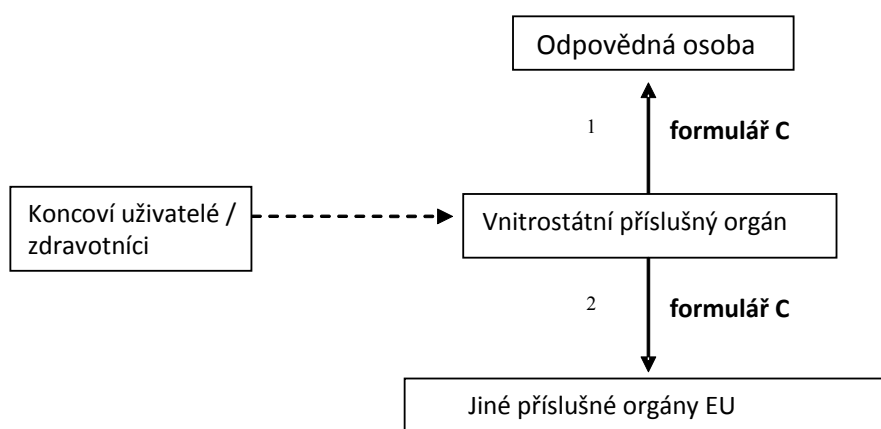 Odpovědná osoba
1
formulář C
Koncoví uživatelé /
zdravotníci
Vnitrostátní příslušný orgán
2
formulář C
Jiné příslušné orgány EU